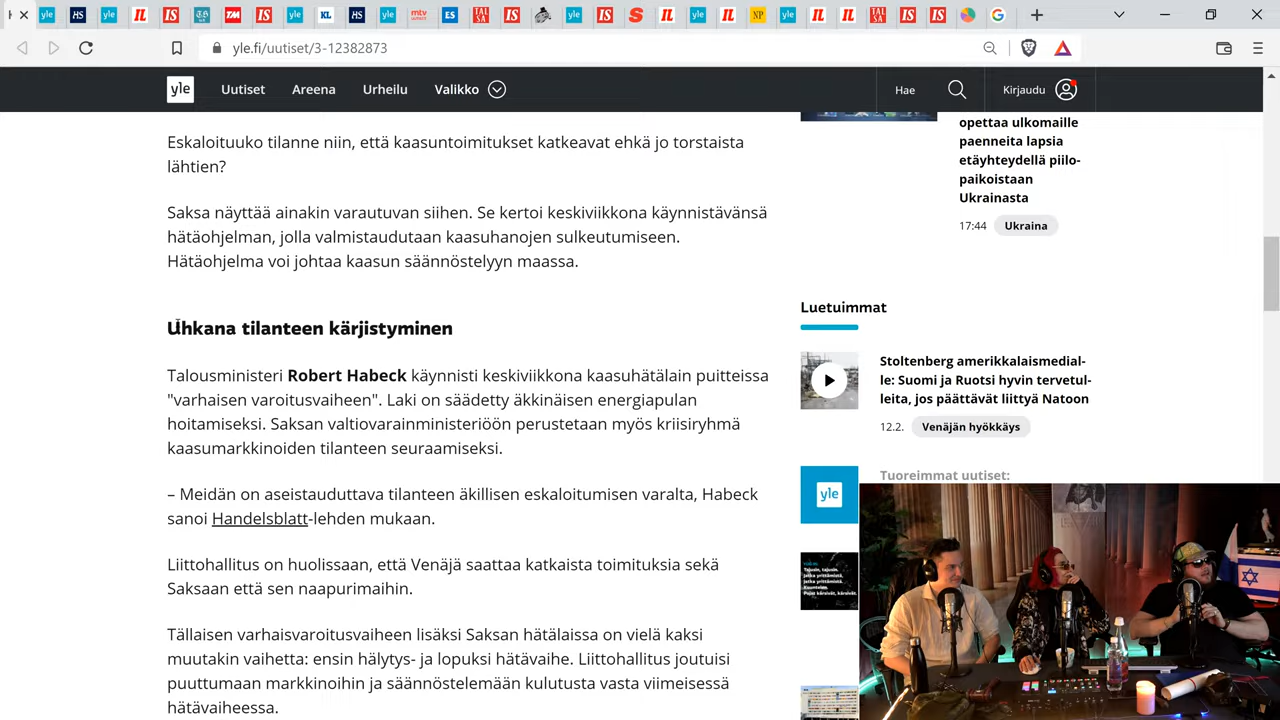 yle.fi/uutiset/3-12382873
yle
Uutiset
Areena
Urheilu
Valikko
Hae
Kirjaudu
Eskaloituuko tilanne niin, että kaasuntoimitukset katkeavat ehkä jo torstaista
lähtien?
Saksa näyttää ainakin varautuvan siihen. Se kertoi keskiviikkona käynnistävänsä
hätäohjelman, jolla valmistaudutaan kaasuhanojen sulkeutumiseen.
Hätäohjelma voi johtaa kaasun säännöstelyyn maassa.
Uhkana tilanteen kärjistyminen
Talousministeri Robert Habeck käynnisti keskiviikkona kaasuhätälain puitteissa
"varhaisen varoitusvaiheen". Laki on säädetty äkkinäisen energiapulan
hoitamiseksi. Saksan valtiovarainministeriöön perustetaan myös kriisiryhmä
kaasumarkkinoiden tilanteen seuraamiseksi.
– Meidän on aseistauduttava tilanteen äkillisen eskaloitumisen varalta, Habeck
sanoi Handelsblatt-lehden mukaan.
Liittohallitus on huolissaan, että Venäjä saattaa katkaista toimituksia sekä
Saksaan että sen naapurimaihin.
Tällaisen varhaisvaroitusvaiheen lisäksi Saksan hätälaissa on vielä kaksi
muutakin vaihetta: ensin hälytys- ja lopuksi hätävaihe. Liittohallitus joutuisi
puuttumaan markkinoihin ja säännöstelemään kulutusta vasta viimeisessä
hätävaiheessa.
opettaa ulkomaille
paenneita lapsia
etäyhteydellä piilo-
paikoistaan
Ukrainasta
17:44 Ukraina
Luetuimmat
Stoltenberg amerikkalaismedial-
le: Suomi ja Ruotsi hyvin tervetul-
leita, jos päättävät liittyä Natoon
12.2. Venäjän hyökkäys
yle
Tuoreimmat uutiset: